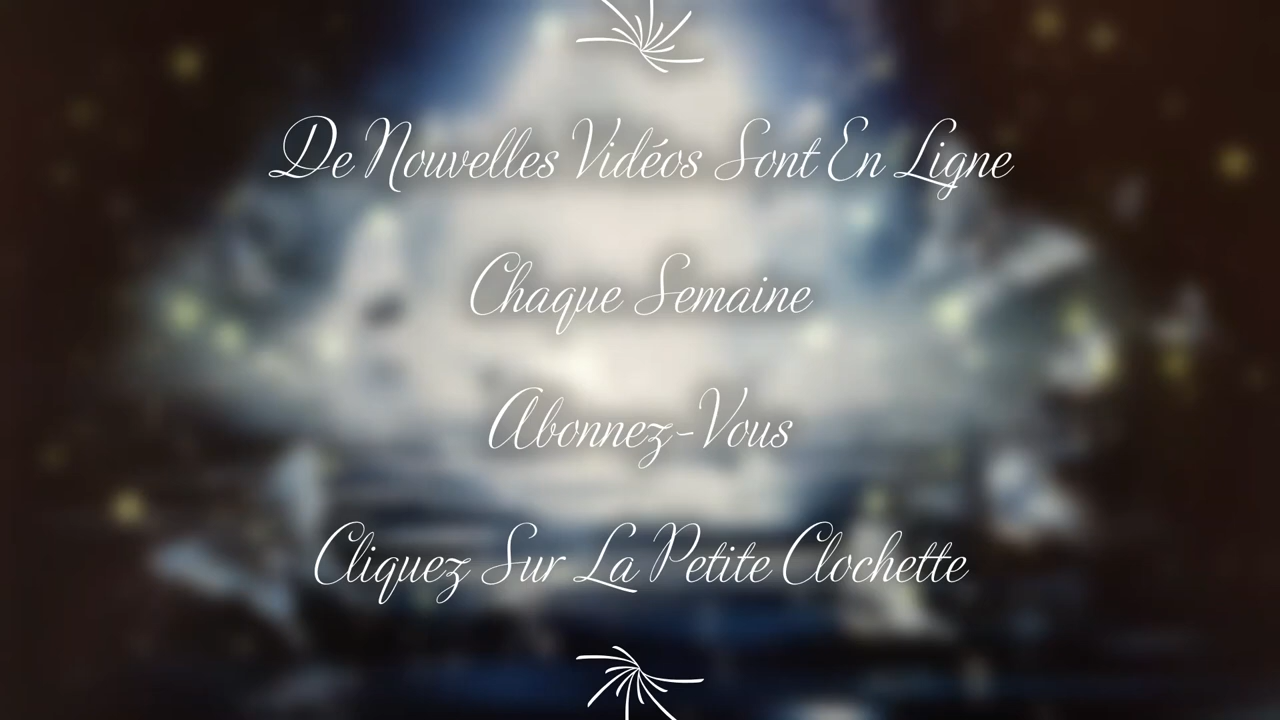 De Nouvelles Vidéos Sont En Ligne
Chaque Semaine
Abonnez-Vous
Cliquez Sur La Petite Clochette